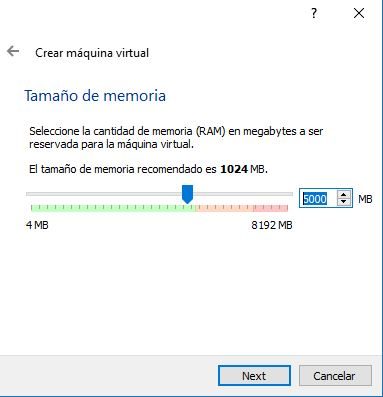 ?
Crear máquina virtual
Tamaño de memoria
Seleccione la cantidad de memoria (RAM) en megabytes a ser
reservada para la máquina virtual.
El tamaño de memoria recomendado es 1024 MB.
5000 MB
4 MB 8192 MB
Next Cancelar